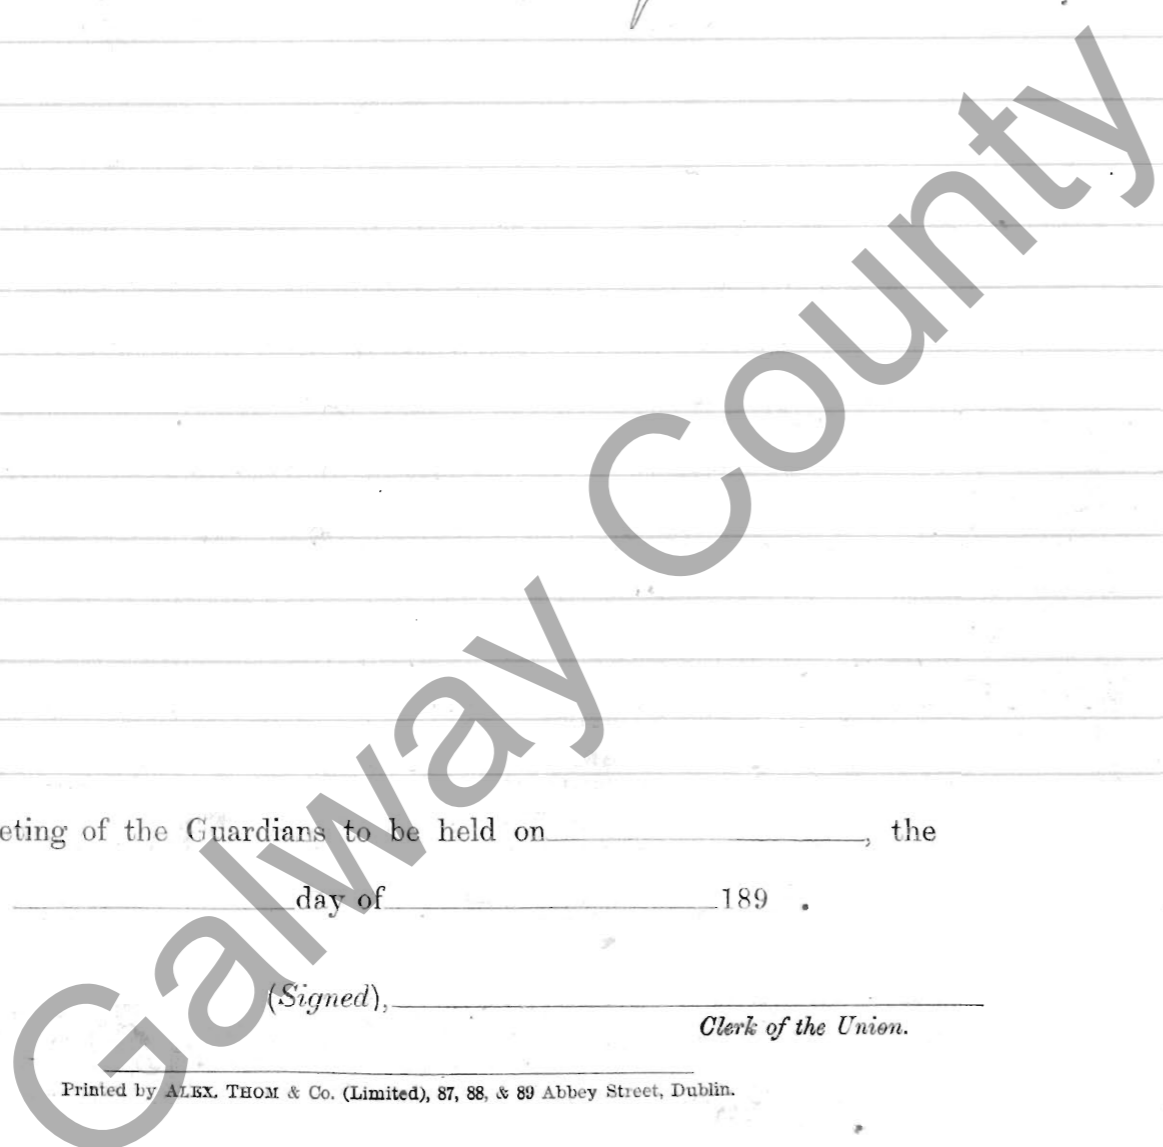 eting of the Guardians to be held on , the
day of 189 .
(Signed),
Clerk of the Union.
Printed by ALEX. THOM & Co. (Limited), 87, 88, & 89 Abbey Street, Dublin.
Galway County